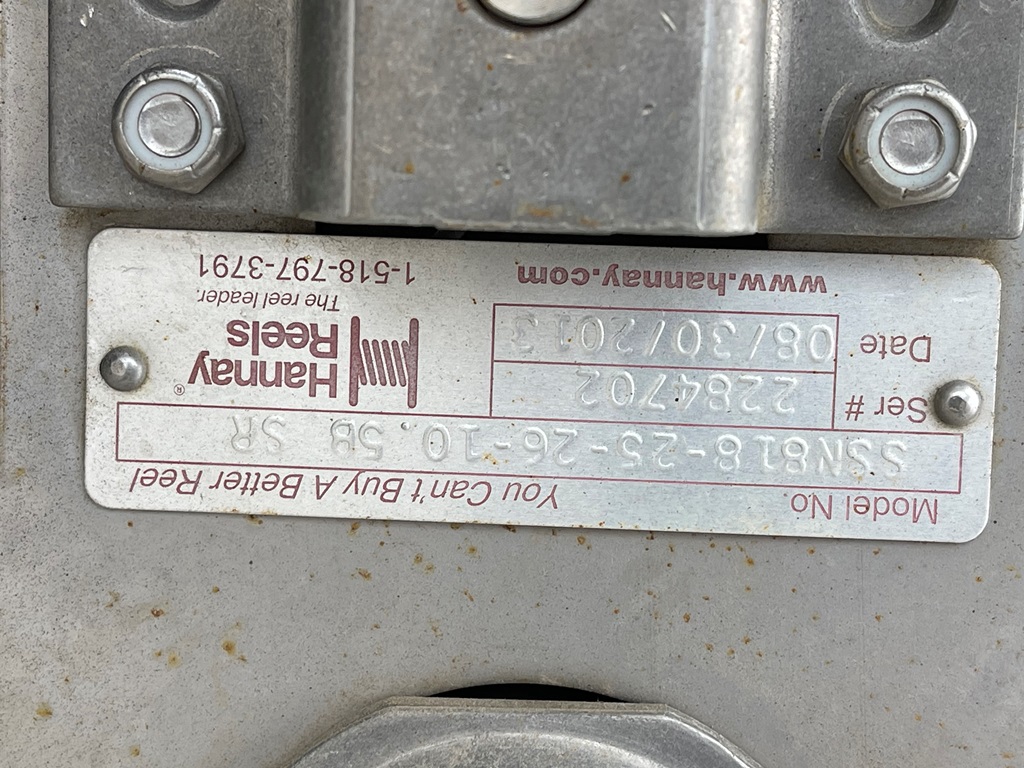 Model No. You Can't Buy A Better Reel
SSN818-25-26-10.5B SR
Ser # 2284702
Date 08/30/2013
Hannay®
Reels
The reel leader.
www.hannay.com 1-518-797-3791